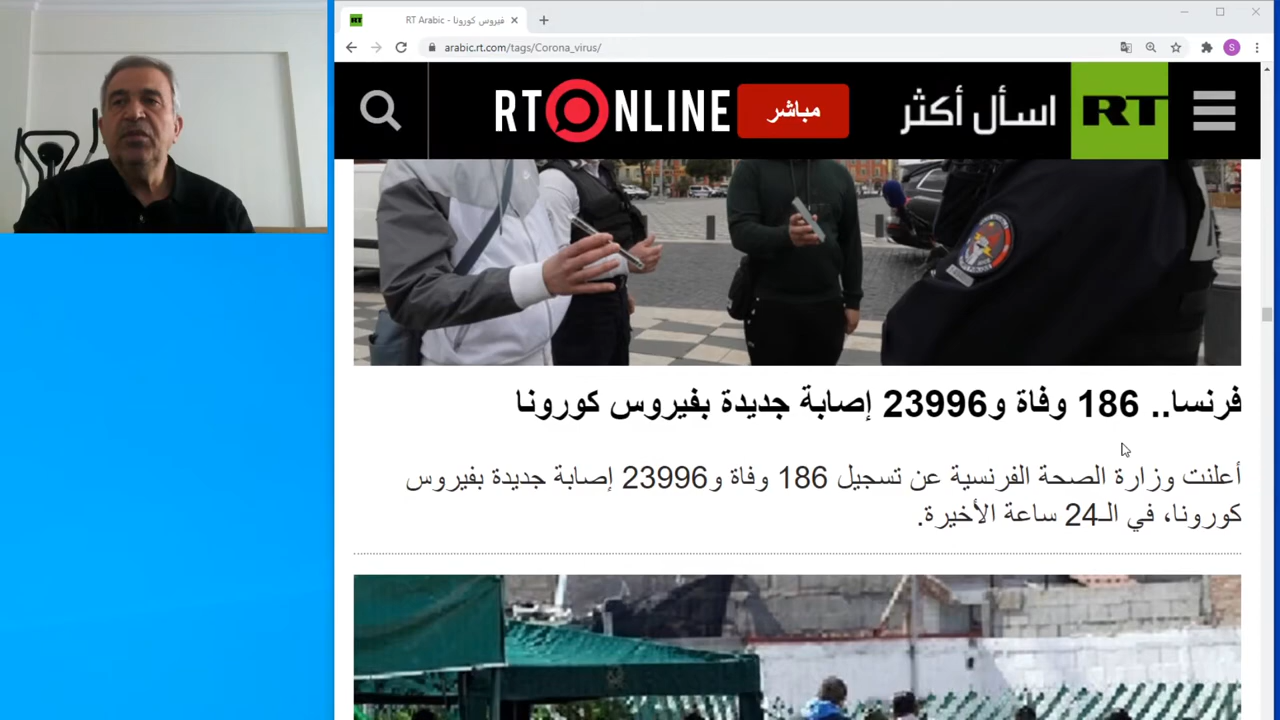 فيروس كورونا - RT Arabic
arabic.rt.com/tags/Corona_virus/
S
RT ONLINE
مباشر
اسأل أكثر
RT
فرنسا.. 186 وفاة و23996 إصابة جديدة بفيروس كورونا
أعلنت وزارة الصحة الفرنسية عن تسجيل 186 وفاة و23996 إصابة جديدة بفيروس
كورونا، في الـ24 ساعة الأخيرة.